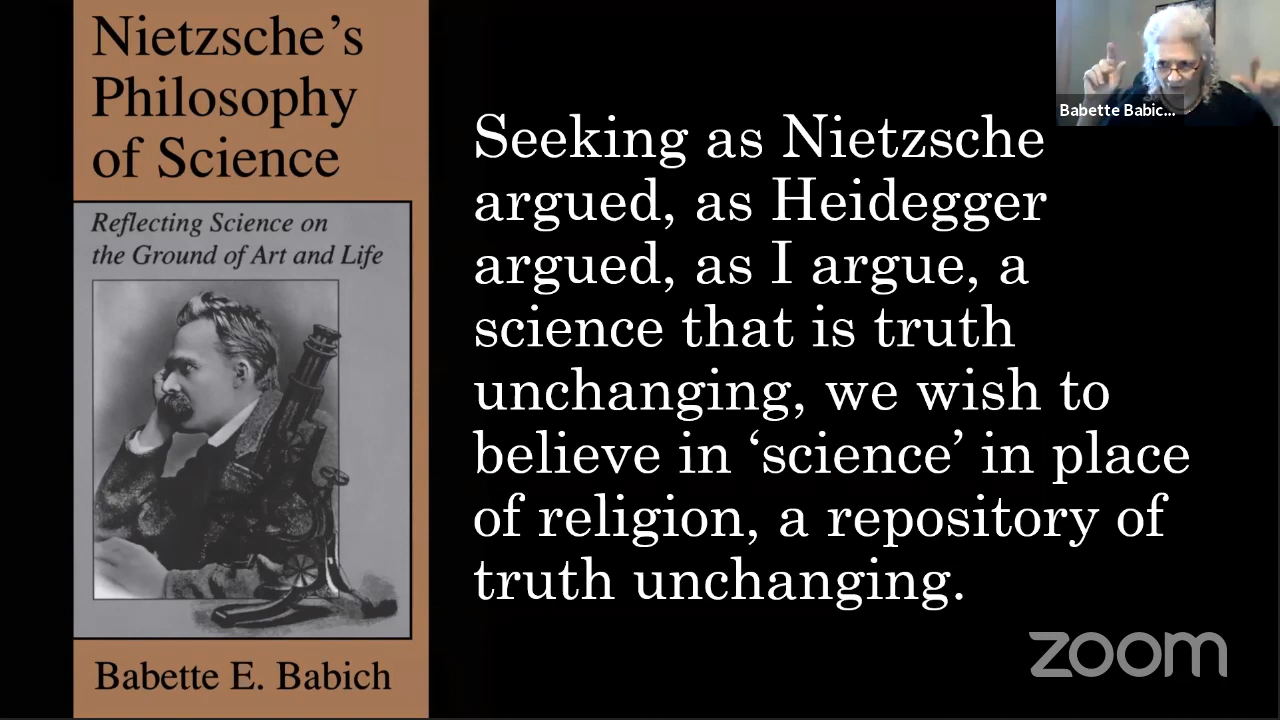 Nietzsche's
Philosophy
of Science
Reflecting Science on
the Ground of Art and Life
Babette E. Babich
Seeking as Nietzsche
argued, as Heidegger
argued, as I argue, a
science that is truth
unchanging, we wish to
believe in ‘science’ in place
of religion, a repository of
truth unchanging.
Babette Babic...
zoom